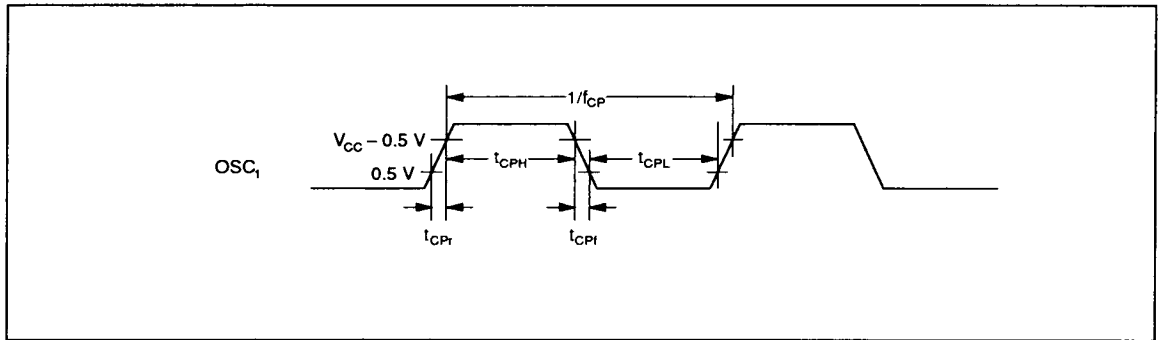 1/fCP
VCC – 0.5 V
tCPH
tCPL
OSC1
0.5 V
tCPr
tCPf